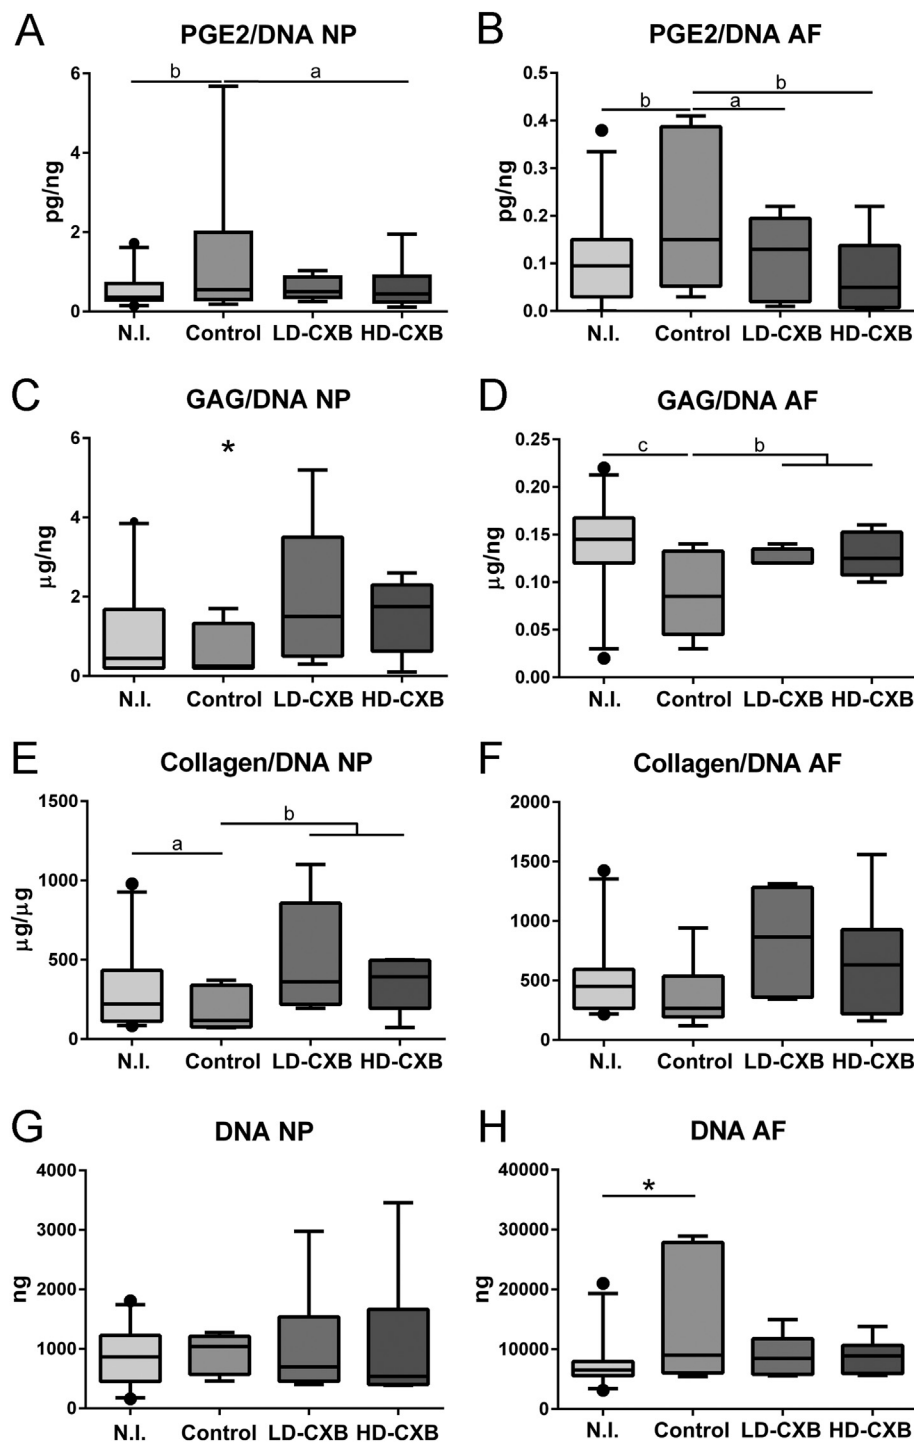 A
PGE2/DNA NP
6
4
2
0
pg/ng
b
a
N.I.
Control
LD-CXB
HD-CXB
B
PGE2/DNA AF
0.5
0.4
0.3
0.2
0.1
0.0
pg/ng
b
b
a
N.I.
Control
LD-CXB
HD-CXB
C
GAG/DNA NP
6
4
2
0
µg/ng
*
N.I.
Control
LD-CXB
HD-CXB
D
GAG/DNA AF
0.25
0.20
0.15
0.10
0.05
0.00
µg/ng
c
b
N.I.
Control
LD-CXB
HD-CXB
E
Collagen/DNA NP
1500
1000
500
0
µg/µg
a
b
N.I.
Control
LD-CXB
HD-CXB
F
Collagen/DNA AF
2000
1500
1000
500
0
N.I.
Control
LD-CXB
HD-CXB
G
DNA NP
4000
3000
2000
1000
0
ng
N.I.
Control
LD-CXB
HD-CXB
H
DNA AF
40000
30000
20000
10000
0
ng
*
N.I.
Control
LD-CXB
HD-CXB